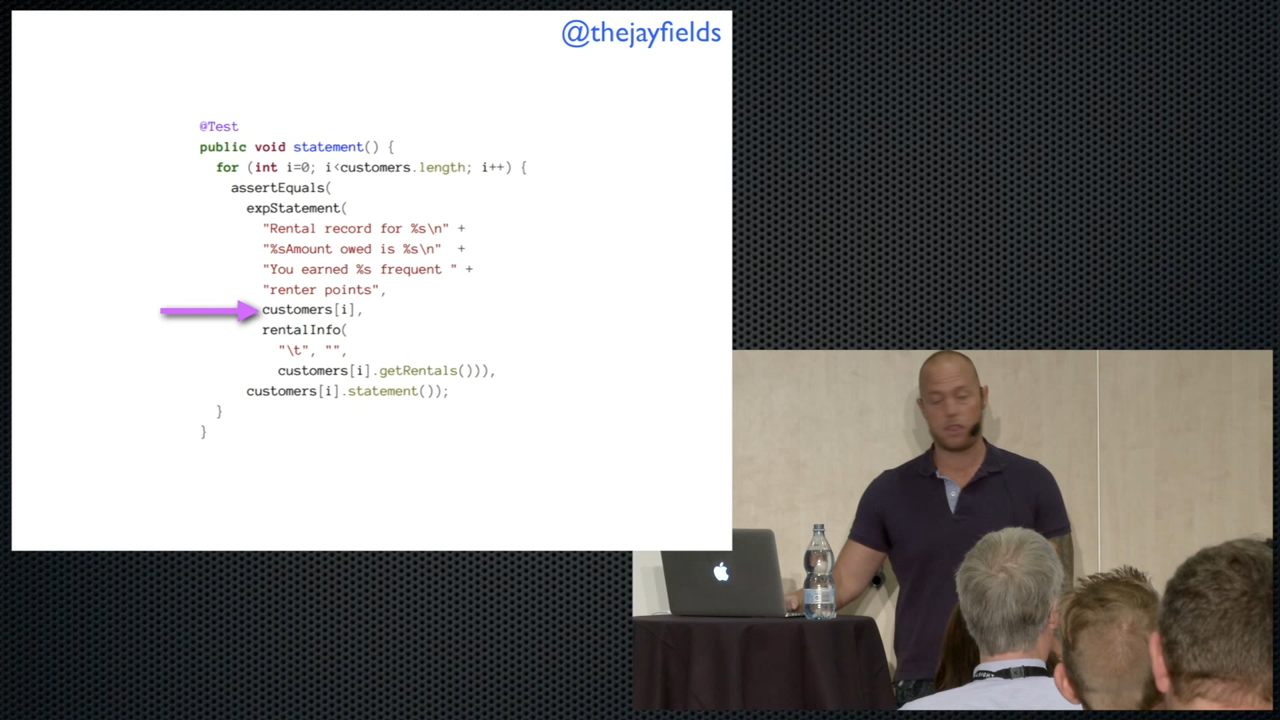 @thejayfields
@Test
public void statement() {
for (int i=0; i<customers.length; i++) {
assertEquals(
expStatement(
"Rental record for %s\n" +
"%sAmount owed is %s\n" +
"You earned %s frequent " +
"renter points",
customers[i],
rentalInfo(
"\t", "",
customers[i].getRentals())),
customers[i].statement());
}
}